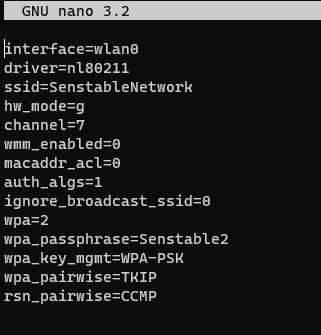 GNU nano 3.2
interface=wlan0
driver=nl80211
ssid=SenstableNetwork
hw_mode=g
channel=7
wmm_enabled=0
macaddr_acl=0
auth_algs=1
ignore_broadcast_ssid=0
wpa=2
wpa_passphrase=Senstable2
wpa_key_mgmt=WPA-PSK
wpa_pairwise=TKIP
rsn_pairwise=CCMP